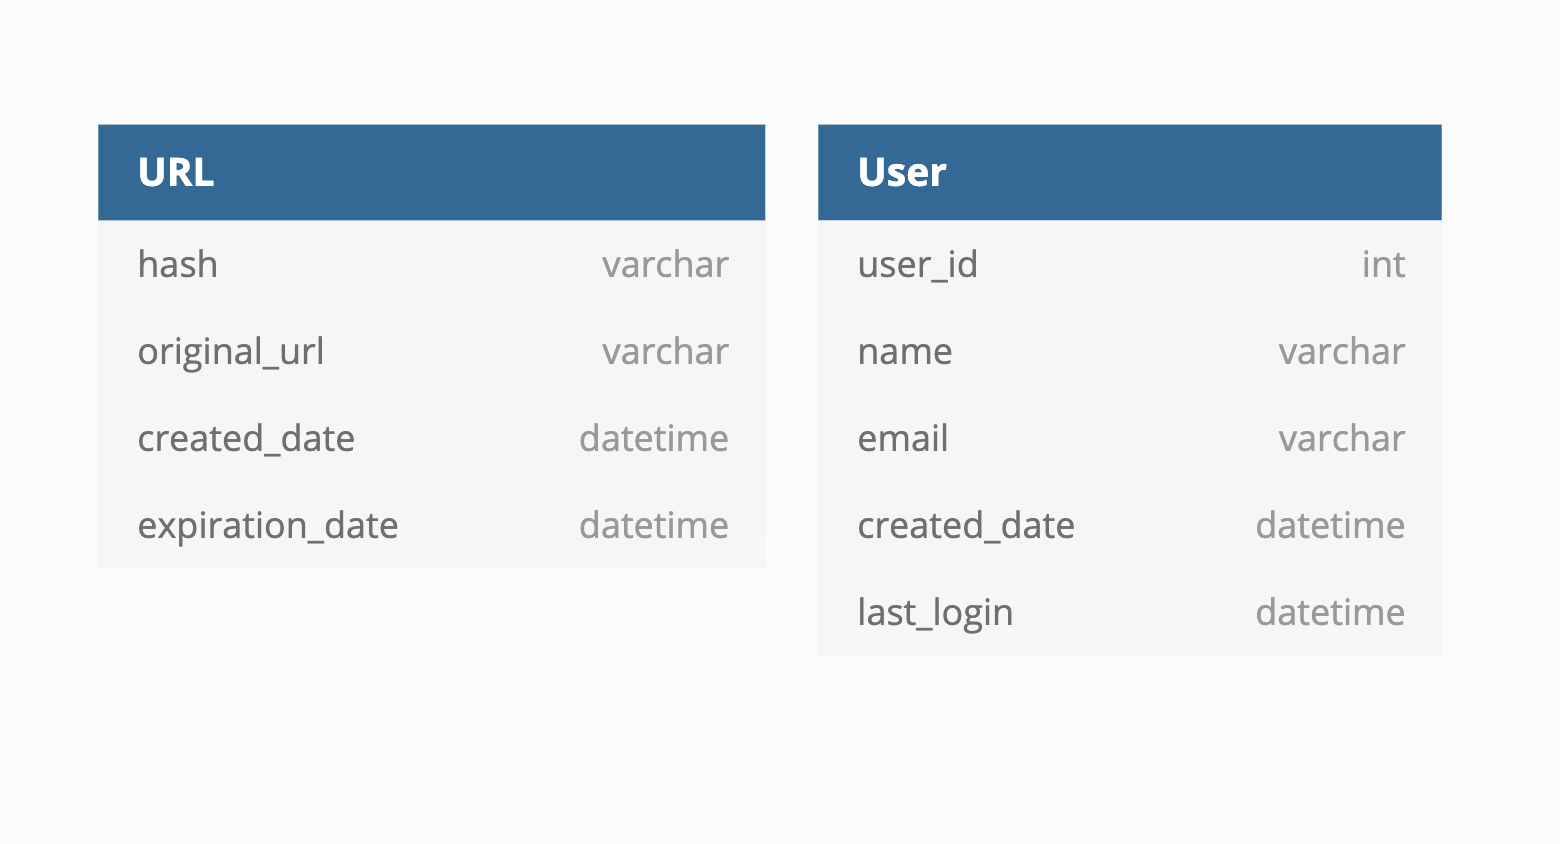 URL
hash varchar
original_url varchar
created_date datetime
expiration_date datetime
User
user_id int
name varchar
email varchar
created_date datetime
last_login datetime